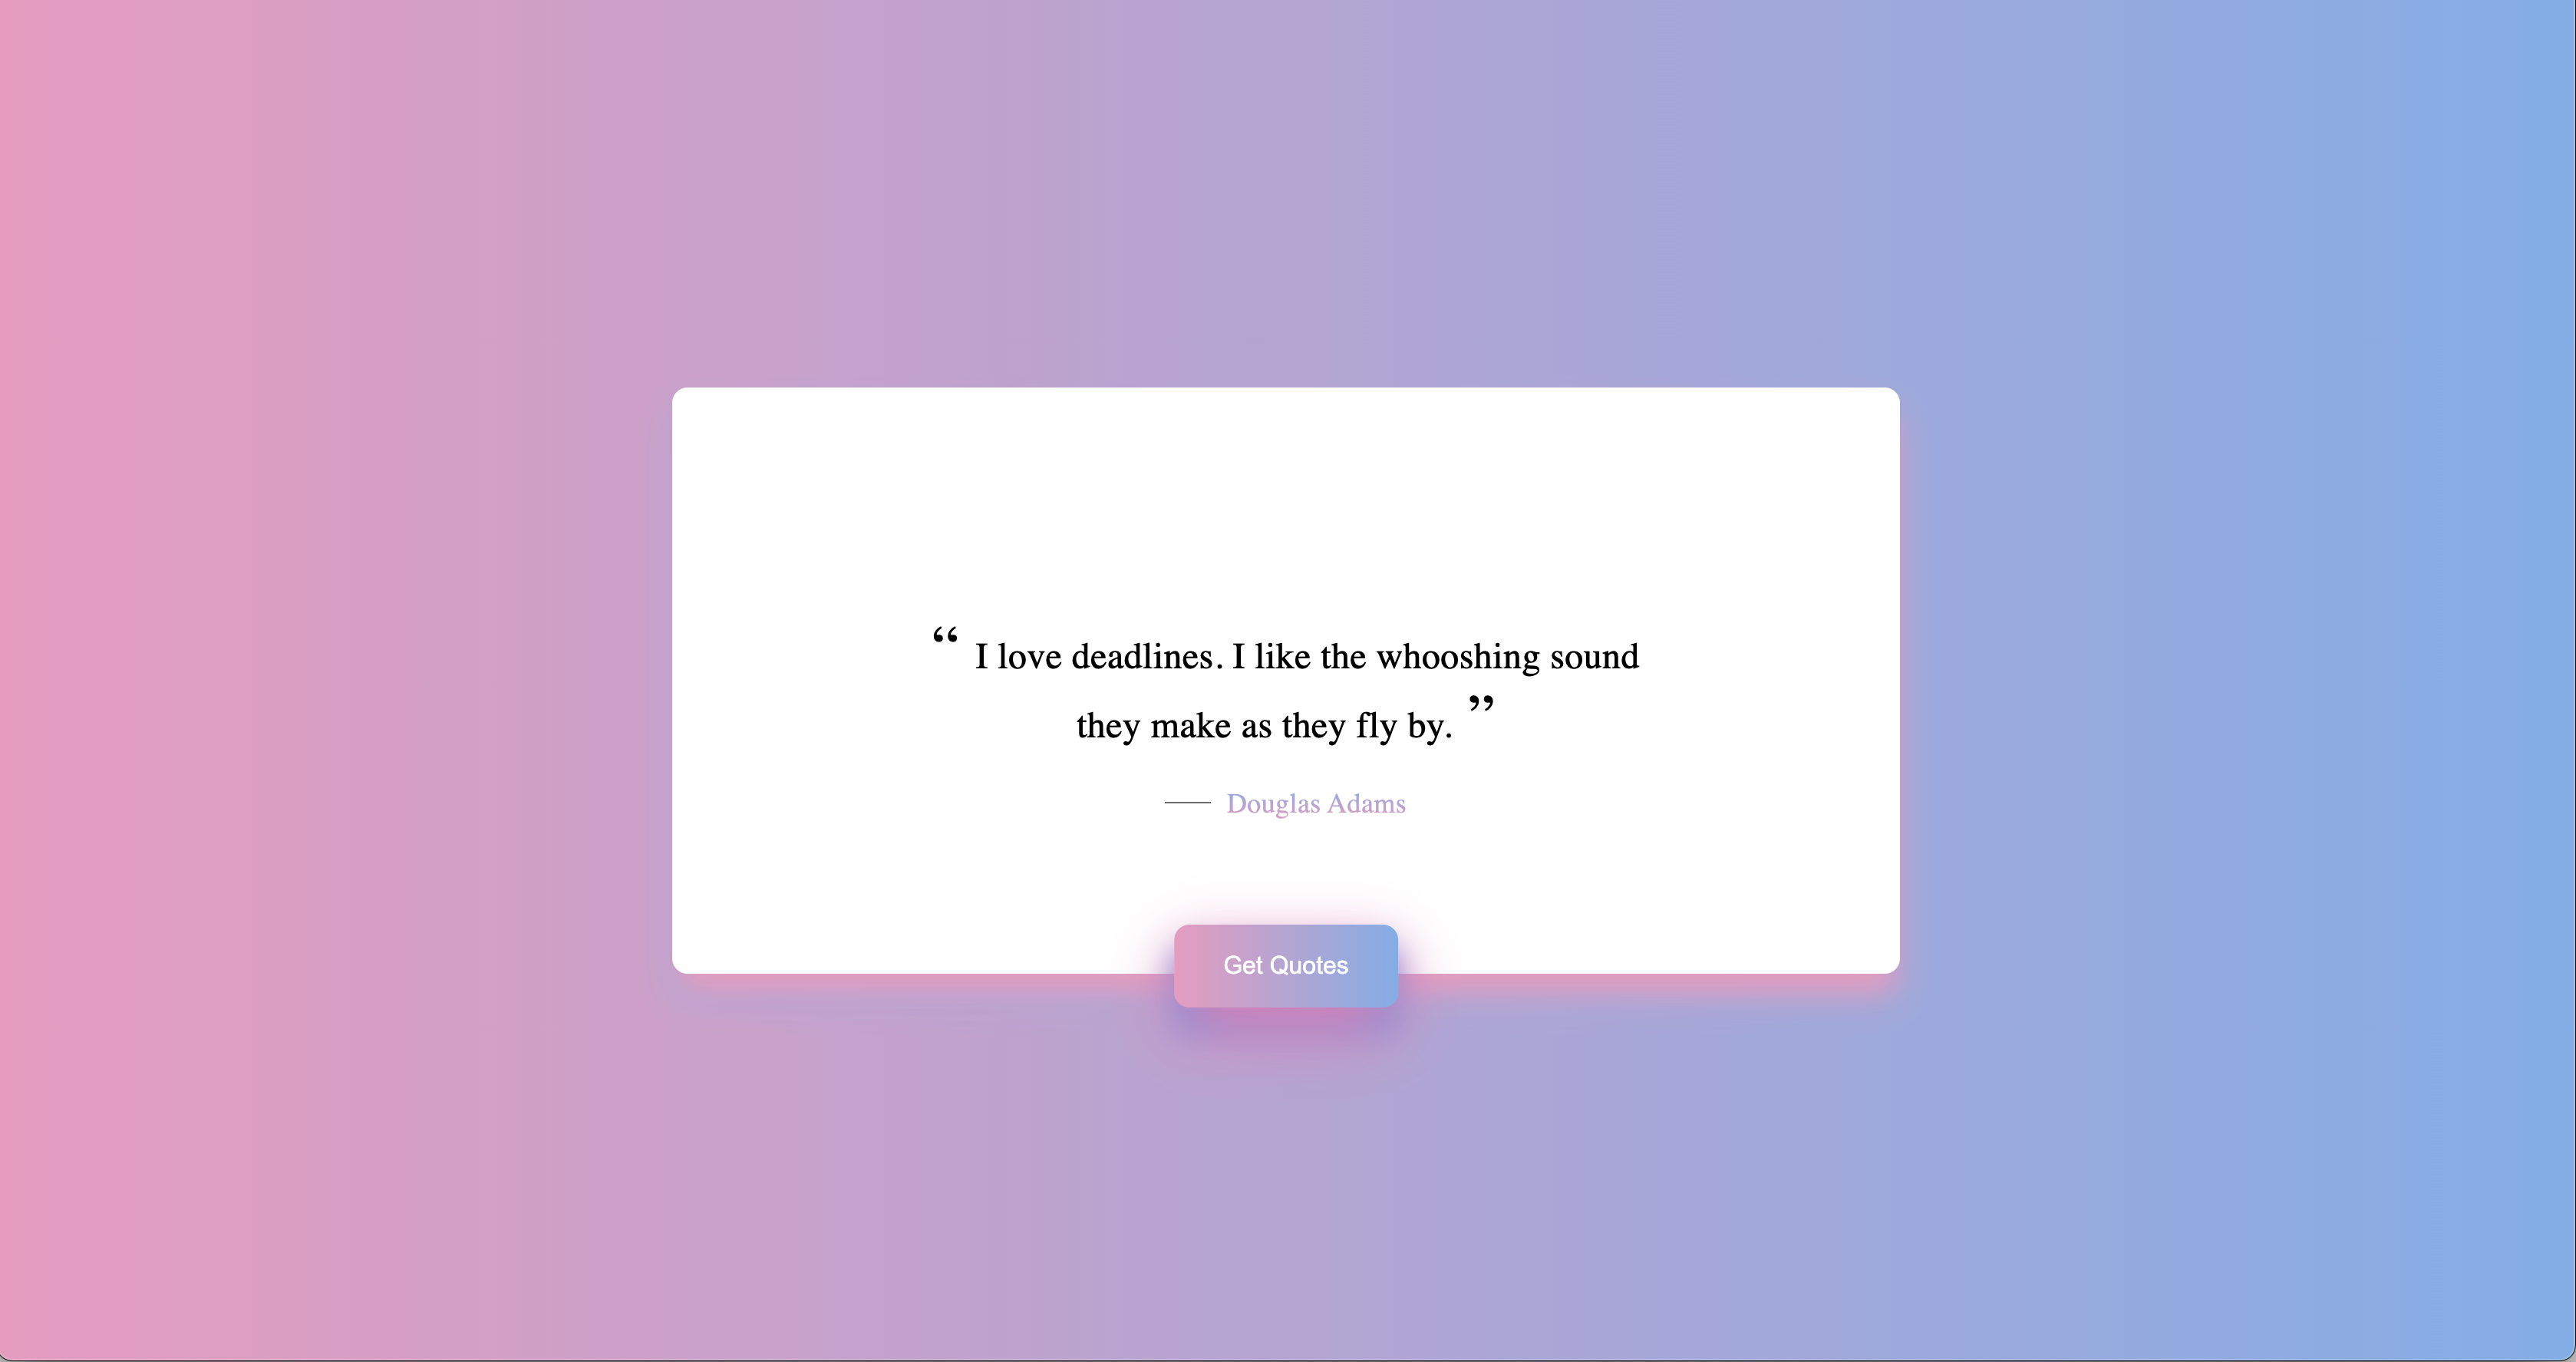 “ I love deadlines. I like the whooshing sound
they make as they fly by. ”
—— Douglas Adams
Get Quotes